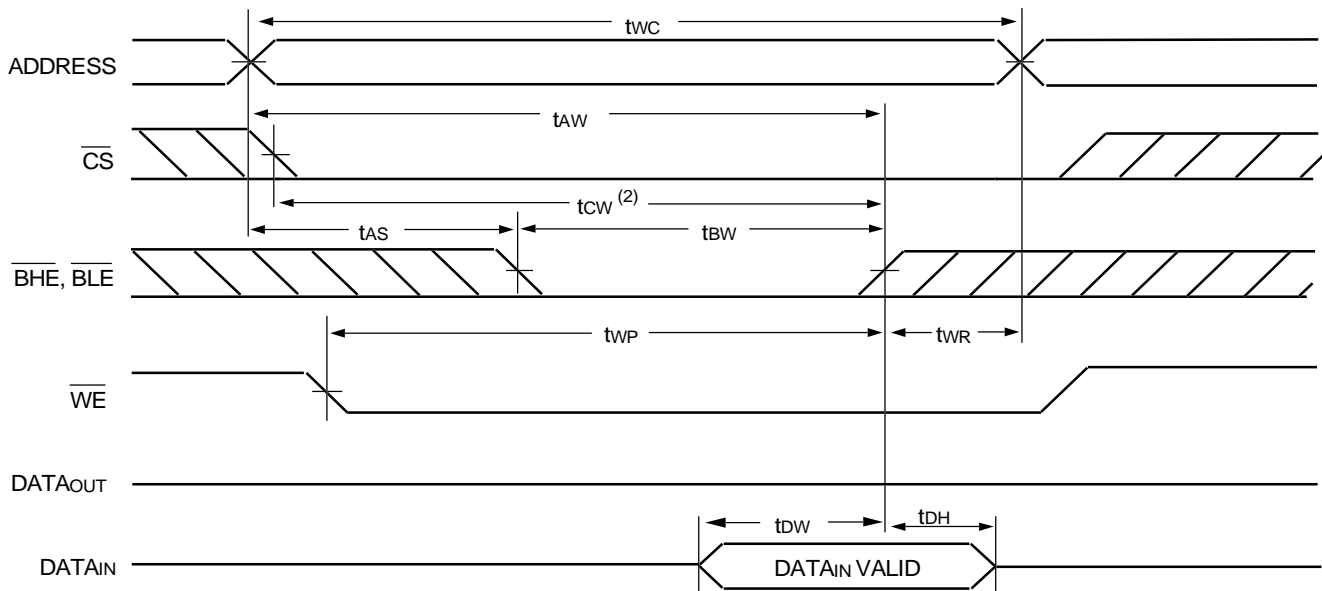 tWC
ADDRESS
tAW
CS
tCW (2)
tAS
tBW
BHE, BLE
tWP
tWR
WE
DATAOUT
tDW
tDH
DATAIN
DATAIN VALID